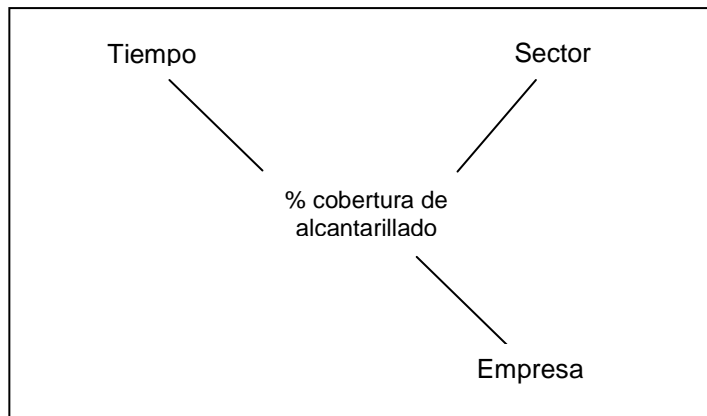 Tiempo
Sector
% cobertura de
alcantarillado
Empresa